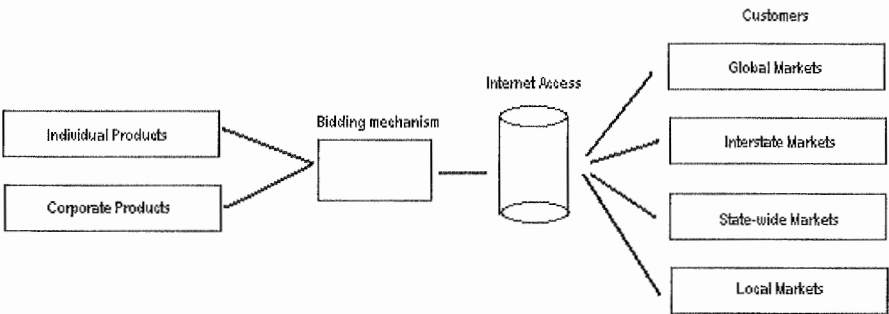 Customers
Global Markets
Internet Access
Bidding mechanism
Individual Products
Interstate Markets
Corporate Products
State-wide Markets
Local Markets